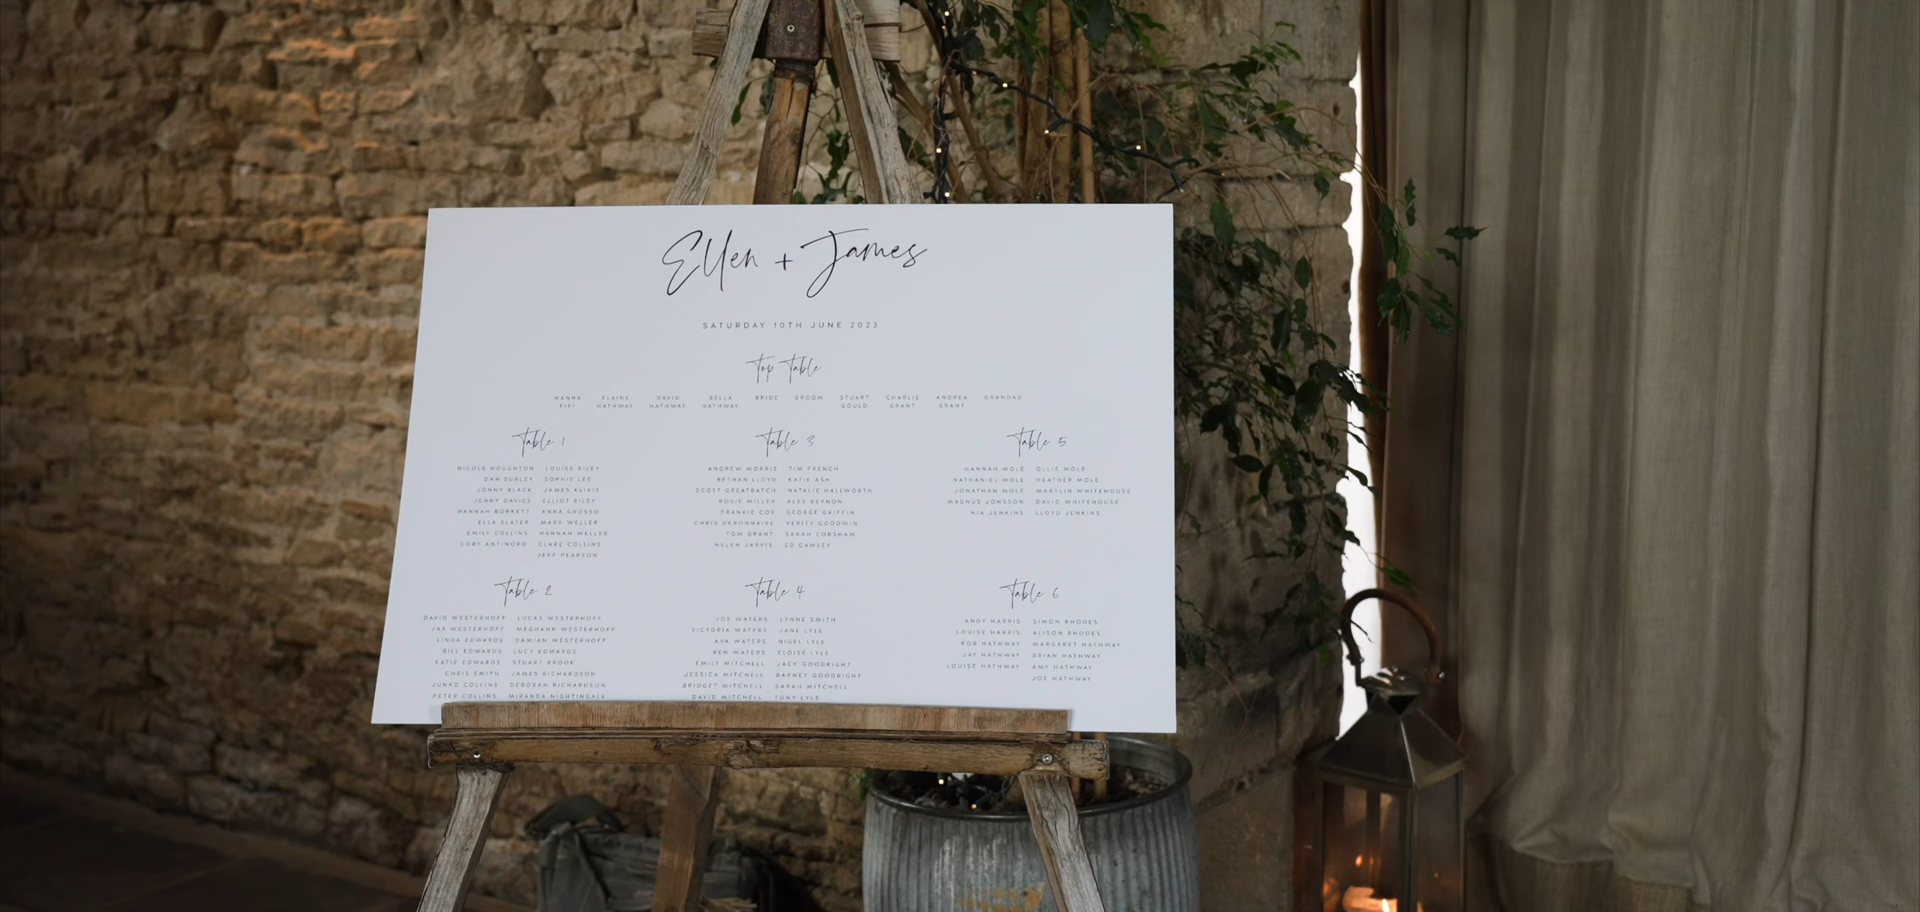 Ellen + James
SATURDAY 10TH JUNE 2023
Top Table
NANNA ELAINE DAVID BELLA BRIDE GROOM STUART CHARLIE ANDREA GRANDAD
FIFI HATHWAY HATHWAY HATHWAY GOULD GRANT GRANT
Table 1
NICOLE HOUGHTON LOUISE RILEY
DAN SURLEY SOPHIE LEE
JONNY BLACK JAMES KLIKIS
JENNY DAVIES ELLIOT RILEY
HANNAH BORKETT ANNA GROSSO
ELLA SLATER MARK WELLER
EMILY COLLINS HANNAH WELLER
COBY ANTINORO CLARE COLLINS
JEFF PEARSON
Table 2
DAVID WESTERHOFF LUCAS WESTERHOFF
JAY WESTERHOFF MEGHANN WESTERHOFF
LINDA EDWARDS DAMIAN WESTERHOFF
BILL EDWARDS LUCY EDWARDS
KATIE EDWARDS STUART BROOK
CHRIS SMITH JAMES RICHARDSON
JUNKO COLLINS DEBORAH RICHARDSON
PETER COLLINS MIRANDA NIGHTINGALE
Table 3
ANDREW MORRIS TIM FRENCH
BETHAN LLOYD KATIE ASH
SCOTT GREATBATCH NATALIE HALLWORTH
ROSIE MILLER ALEX BEYNON
FRANKIE COX GEORGE GRIFFIN
CHRIS DEBONNAIRE VERITY GOODWIN
TOM GRANT SARAH CORSHAM
HELEN JARVIS ED CAWLEY
Table 4
JOE WATERS LYNNE SMITH
VICTORIA WATERS JANE LYLE
AVA WATERS NIGEL LYLE
BEN WATERS ELOISE LYLE
EMILY MITCHELL JACK GOODRIGHT
JESSICA MITCHELL BARNEY GOODRIGHT
BRIDGET MITCHELL SARAH MITCHELL
DAVID MITCHELL TONY LYLE
Table 5
HANNAH MOLE OLLIE MOLE
NATHANIEL MOLE HEATHER MOLE
JONATHAN MOLE MARYLIN WHITEHOUSE
MAGNUS JONSSON DAVID WHITEHOUSE
NIA JENKINS LLOYD JENKINS
Table 6
ANDY HARRIS SIMON RHODES
LOUISE HARRIS ALISON RHODES
ROB HATHWAY MARGARET HATHWAY
JAY HATHWAY BRIAN HATHWAY
LOUISE HATHWAY AMY HATHWAY
JOE HATHWAY